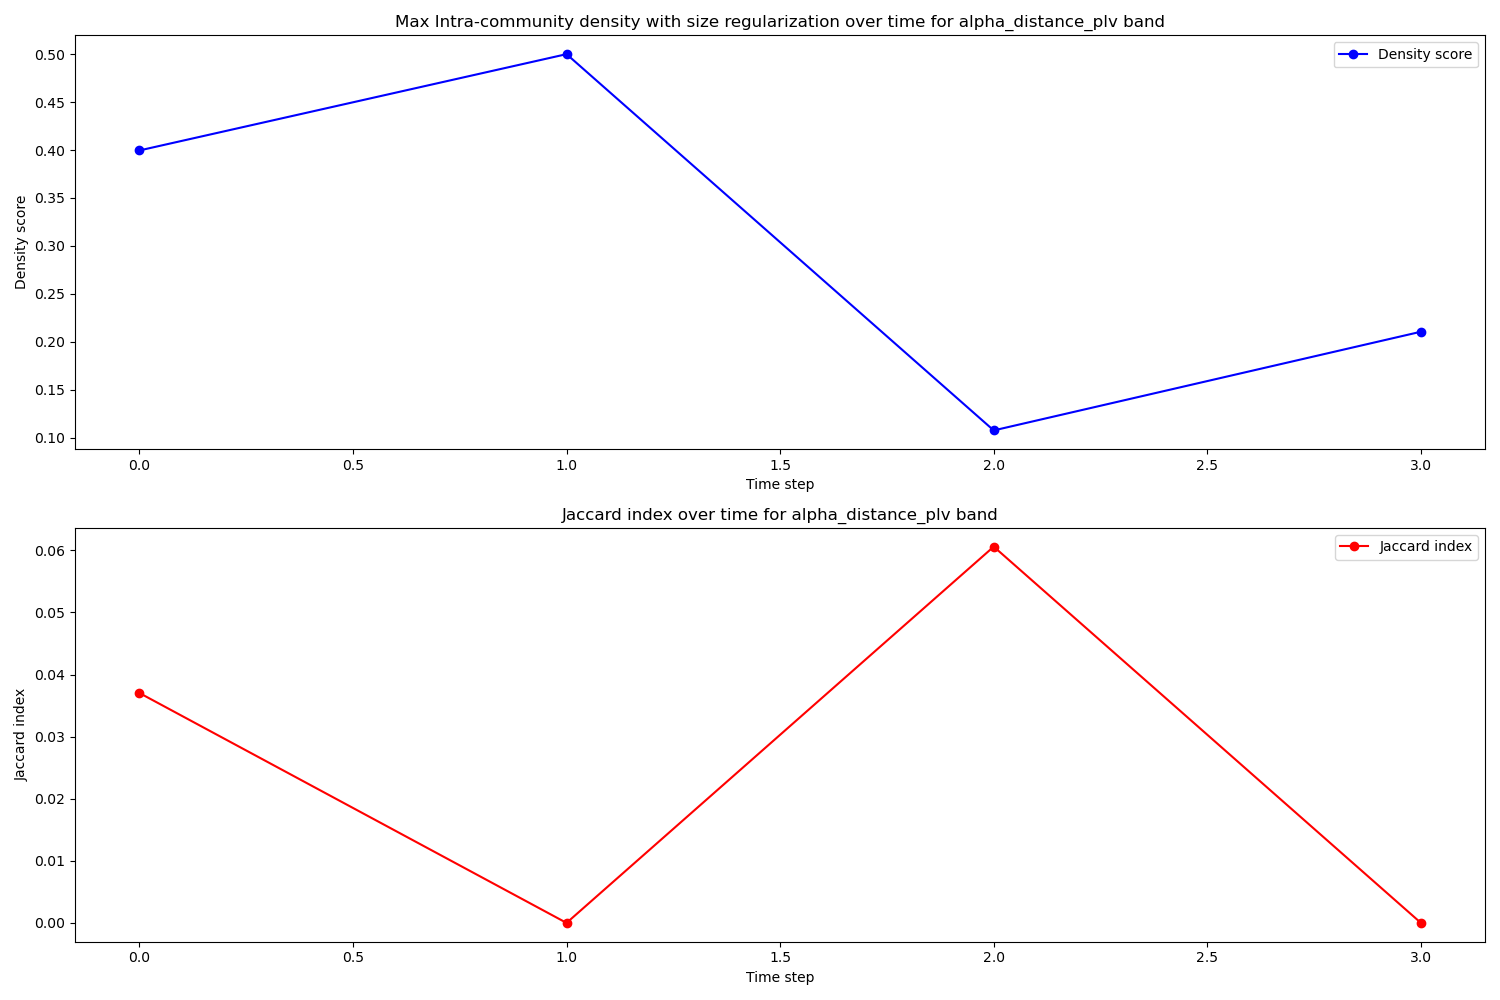 Max Intra-community density with size regularization over time for alpha_distance_plv band
Density score
0.50
0.45
0.40
0.35
0.30
0.25
0.20
0.15
0.10
Density score
0.0 0.5 1.0 1.5 2.0 2.5 3.0
Time step
Jaccard index over time for alpha_distance_plv band
Jaccard index
0.06
0.05
0.04
0.03
0.02
0.01
0.00
Jaccard index
0.0 0.5 1.0 1.5 2.0 2.5 3.0
Time step